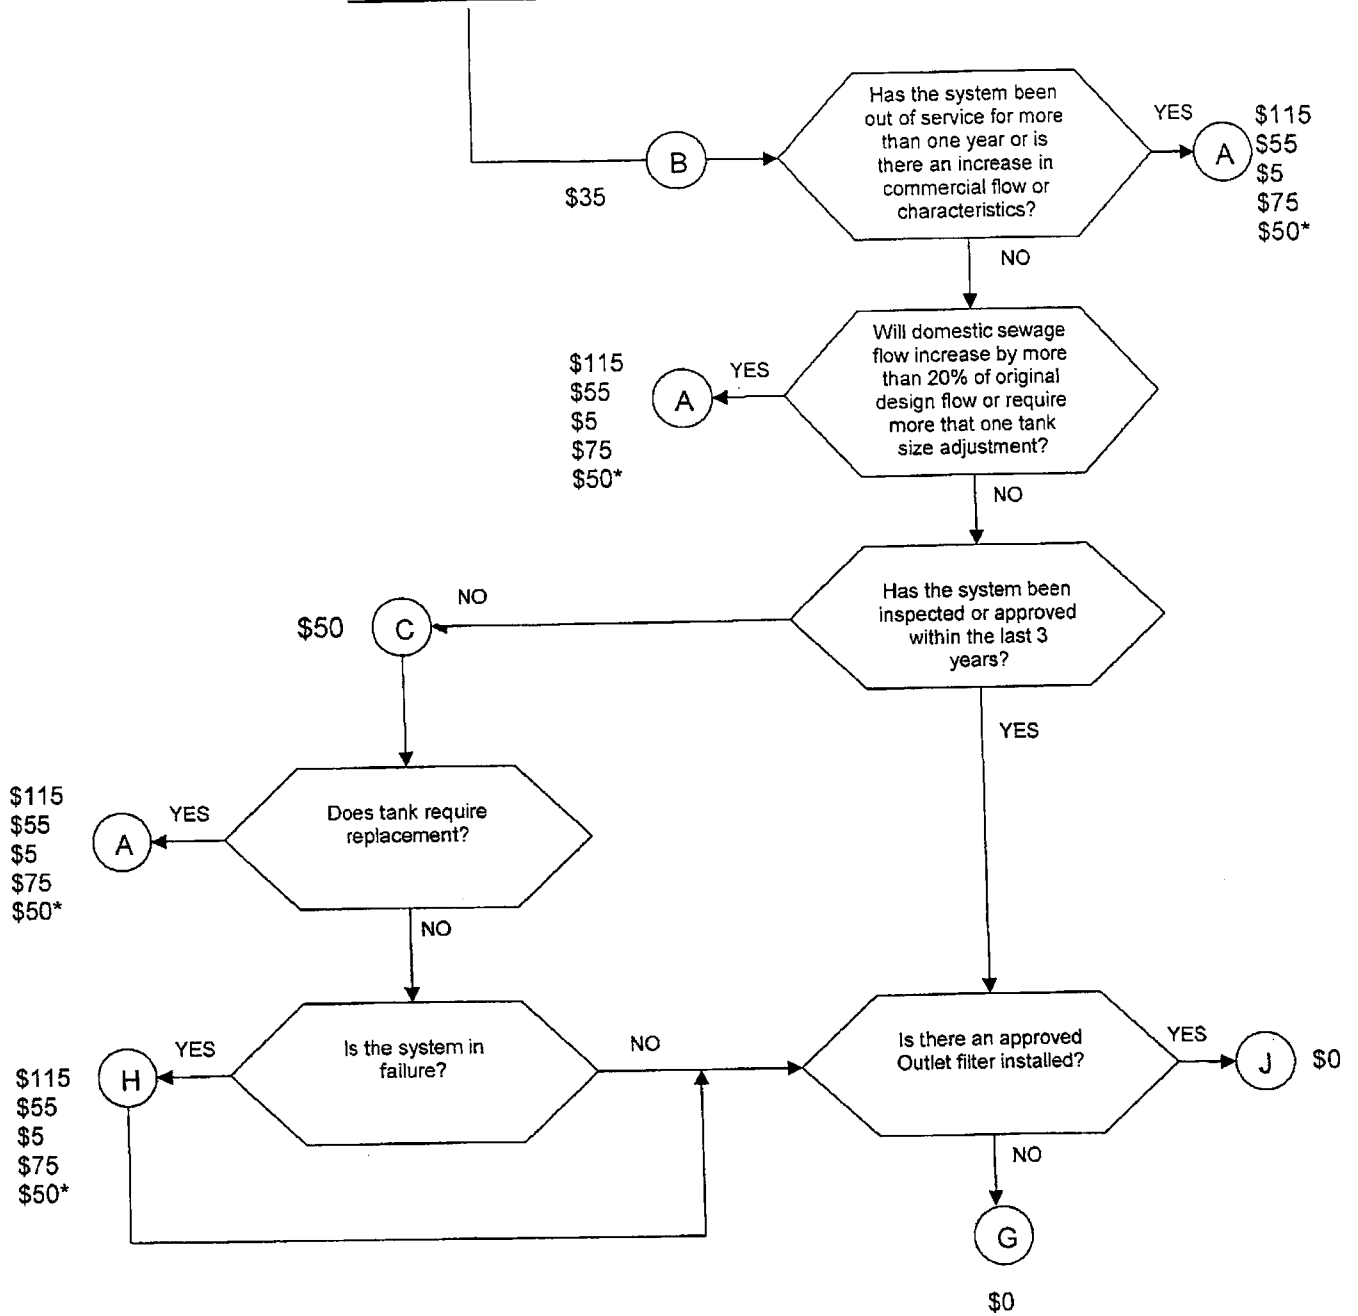 Has the system been
out of service for more
than one year or is
there an increase in
commercial flow or
characteristics?
YES
A
$115
$55
$5
$75
$50*
B
$35
NO
Will domestic sewage
flow increase by more
than 20% of original
design flow or require
more that one tank
size adjustment?
YES
A
$115
$55
$5
$75
$50*
NO
Has the system been
inspected or approved
within the last 3
years?
NO
C
$50
YES
Does tank require
replacement?
YES
A
$115
$55
$5
$75
$50*
NO
Is the system in
failure?
YES
H
$115
$55
$5
$75
$50*
NO
Is there an approved
Outlet filter installed?
YES
J
$0
NO
G
$0